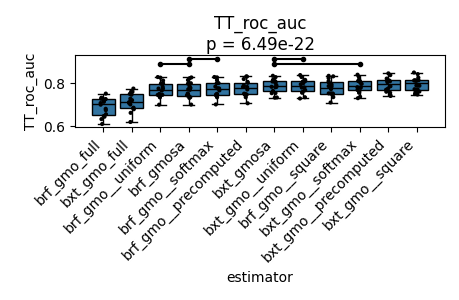 TT_roc_auc
p = 6.49e-22
TT_roc_auc
0.8
0.6
brf_gmo_full
bxt_gmo_full
brf_gmo__uniform
brf_gmosa
brf_gmo__softmax
brf_gmo__precomputed
bxt_gmosa
bxt_gmo__uniform
brf_gmo__square
bxt_gmo__softmax
bxt_gmo__precomputed
bxt_gmo__square
estimator